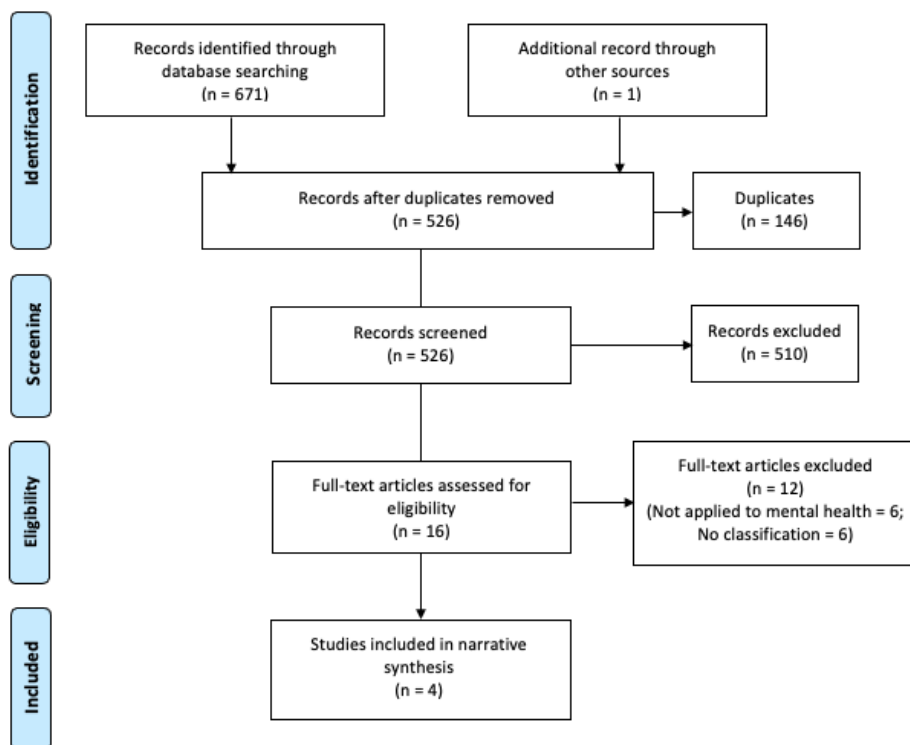 Identification
Records identified through
database searching
(n = 671)
Additional record through
other sources
(n = 1)
Records after duplicates removed
(n = 526)
Duplicates
(n = 146)
Screening
Records screened
(n = 526)
Records excluded
(n = 510)
Eligibility
Full-text articles assessed for
eligibility
(n = 16)
Full-text articles excluded
(n = 12)
(Not applied to mental health = 6;
No classification = 6)
Included
Studies included in narrative
synthesis
(n = 4)